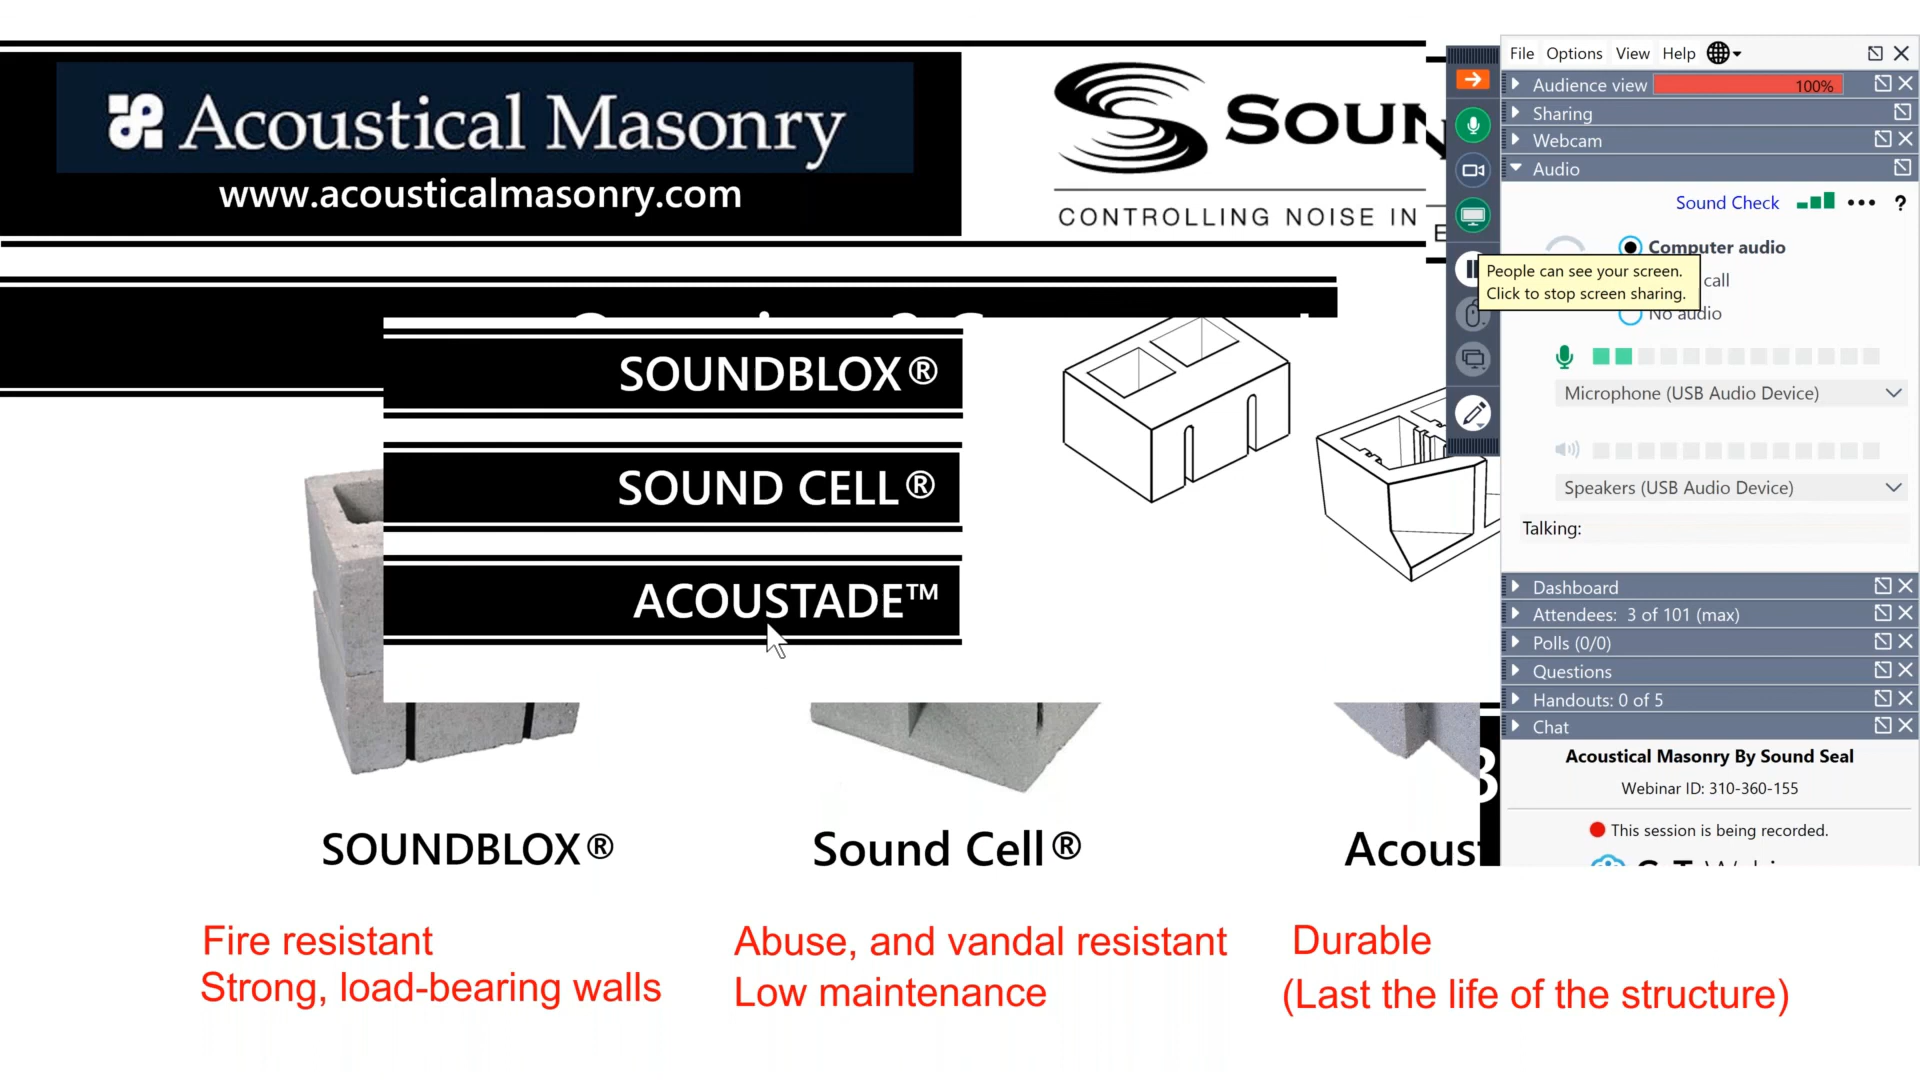 Acoustical Masonry
www.acousticalmasonry.com
SOUN
CONTROLLING NOISE IN
SOUNDBLOX®
SOUND CELL®
ACOUSTADE™
SOUNDBLOX®
Sound Cell®
Acous
Fire resistant
Strong, load-bearing walls
Abuse, and vandal resistant
Low maintenance
Durable
(Last the life of the structure)
File Options View Help
Audience view 100%
Sharing
Webcam
Audio
Sound Check ?
Computer audio
People can see your screen.
Click to stop screen sharing.
call
No audio
Microphone (USB Audio Device)
Speakers (USB Audio Device)
Talking:
Dashboard
Attendees: 3 of 101 (max)
Polls (0/0)
Questions
Handouts: 0 of 5
Chat
Acoustical Masonry By Sound Seal
Webinar ID: 310-360-155
This session is being recorded.